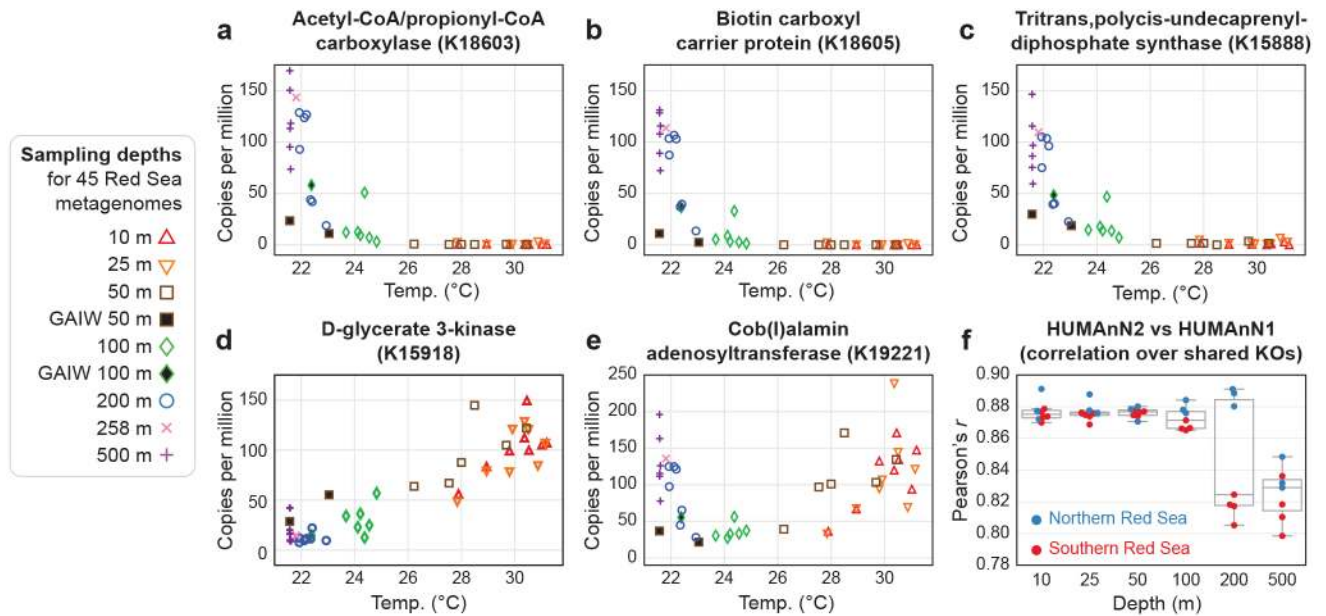 Sampling depths
for 45 Red Sea
metagenomes
10 m
25 m
50 m
GAIW 50 m
100 m
GAIW 100 m
200 m
258 m
500 m
a
Acetyl-CoA/propionyl-CoA
carboxylase (K18603)
Copies per million
150
100
50
0
22
24
26
28
30
Temp. (°C)
b
Biotin carboxyl
carrier protein (K18605)
Copies per million
150
100
50
0
22
24
26
28
30
Temp. (°C)
c
Tritrans,polycis-undecaprenyl-
diphosphate synthase (K15888)
Copies per million
150
100
50
0
22
24
26
28
30
Temp. (°C)
d
D-glycerate 3-kinase
(K15918)
Copies per million
150
100
50
0
22
24
26
28
30
Temp. (°C)
e
Cob(I)alamin
adenosyltransferase (K19221)
Copies per million
250
200
150
100
50
0
22
24
26
28
30
Temp. (°C)
f
HUMAnN2 vs HUMAnN1
(correlation over shared KOs)
Pearson's r
0.90
0.88
0.86
0.84
0.82
0.80
0.78
Northern Red Sea
Southern Red Sea
10
25
50
100
200
500
Depth (m)